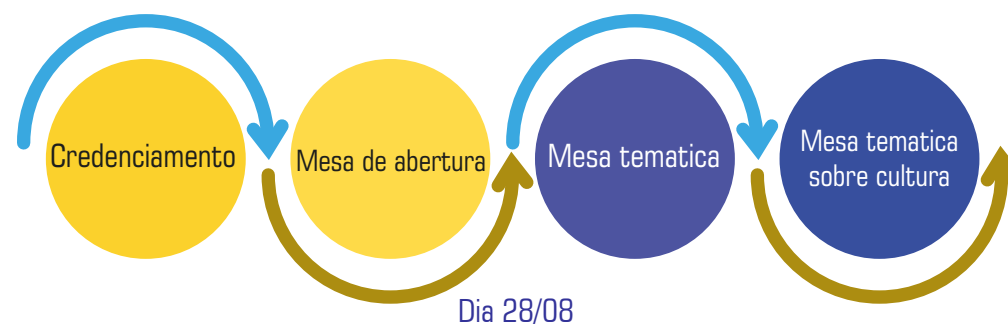 Credenciamento
Mesa de abertura
Mesa tematica
Mesa tematica
sobre cultura
Dia 28/08